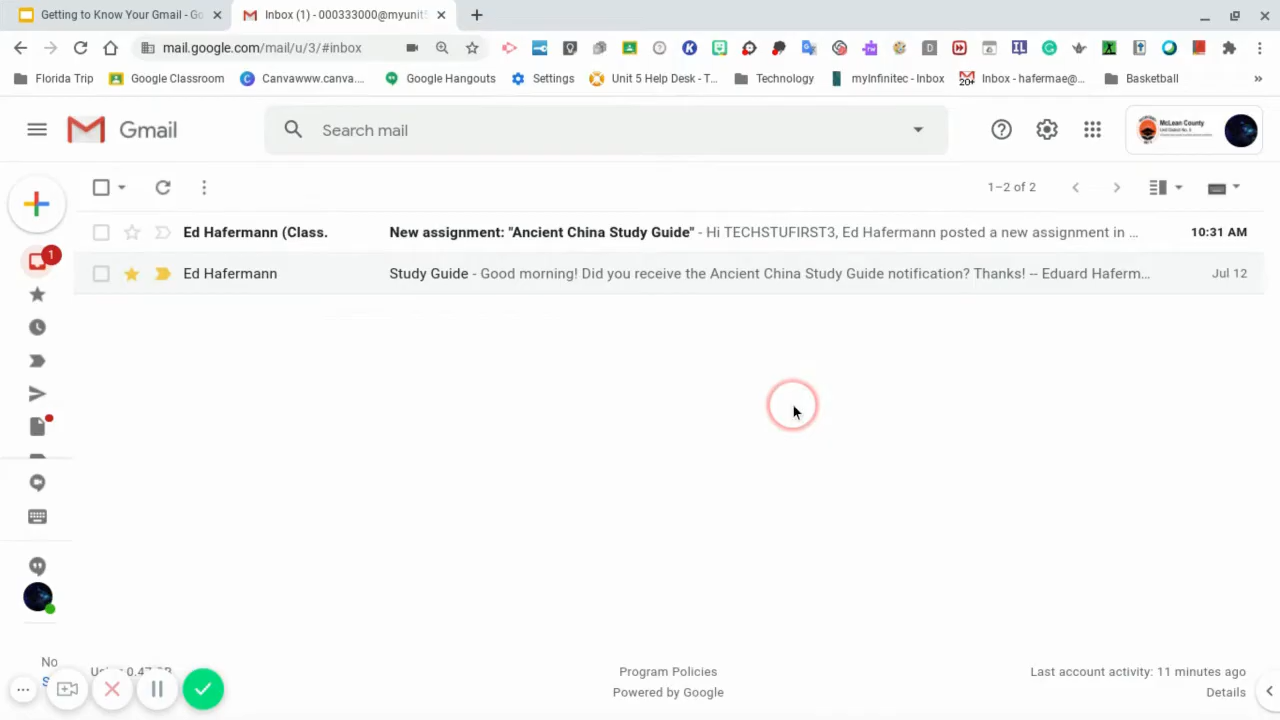 Getting to Know Your Gmail - Go
Inbox (1) - 000333000@myunit5
mail.google.com/mail/u/3/#inbox
Florida Trip
Google Classroom
Canvawww.canva....
Google Hangouts
Settings
Unit 5 Help Desk - T...
Technology
myInfinitec - Inbox
20+
Inbox - hafermae@...
Basketball
»
Gmail
Search mail
McLean County
1–2 of 2
Ed Hafermann (Class. New assignment: "Ancient China Study Guide" - Hi TECHSTUFIRST3, Ed Hafermann posted a new assignment in ... 10:31 AM
1
Ed Hafermann Study Guide - Good morning! Did you receive the Ancient China Study Guide notification? Thanks! -- Eduard Haferm... Jul 12
No
Program Policies
Powered by Google
Last account activity: 11 minutes ago
Details